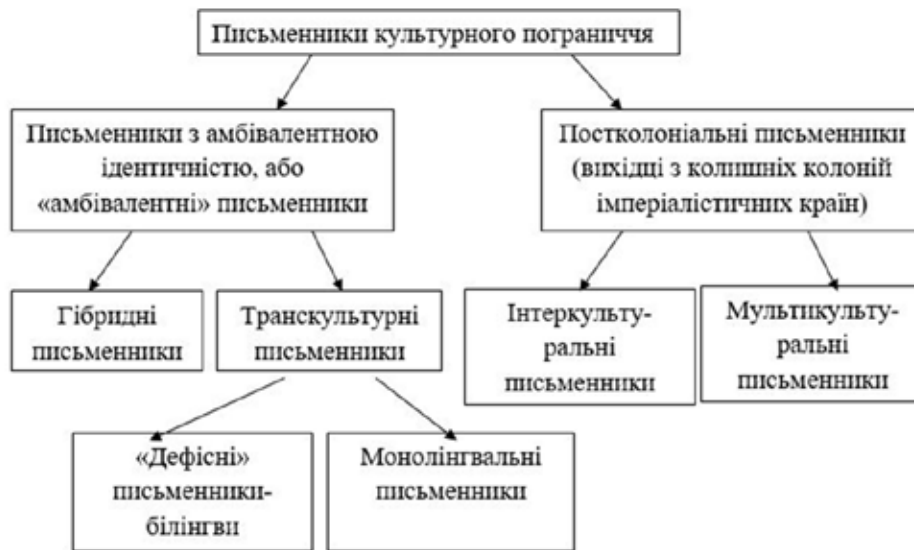 Письменники культурного пограниччя
Письменники з амбівалентною
ідентичністю, або
«амбівалентні» письменники
Постколоніальні письменники
(вихідці з колишніх колоній
імперіалістичних країн)
Гібридні
письменники
Транскультурні
письменники
Інтеркульту-
ральні
письменники
Мультикульту-
ральні
письменники
«Дефісні»
письменники-
білінгви
Монолінгвальні
письменники